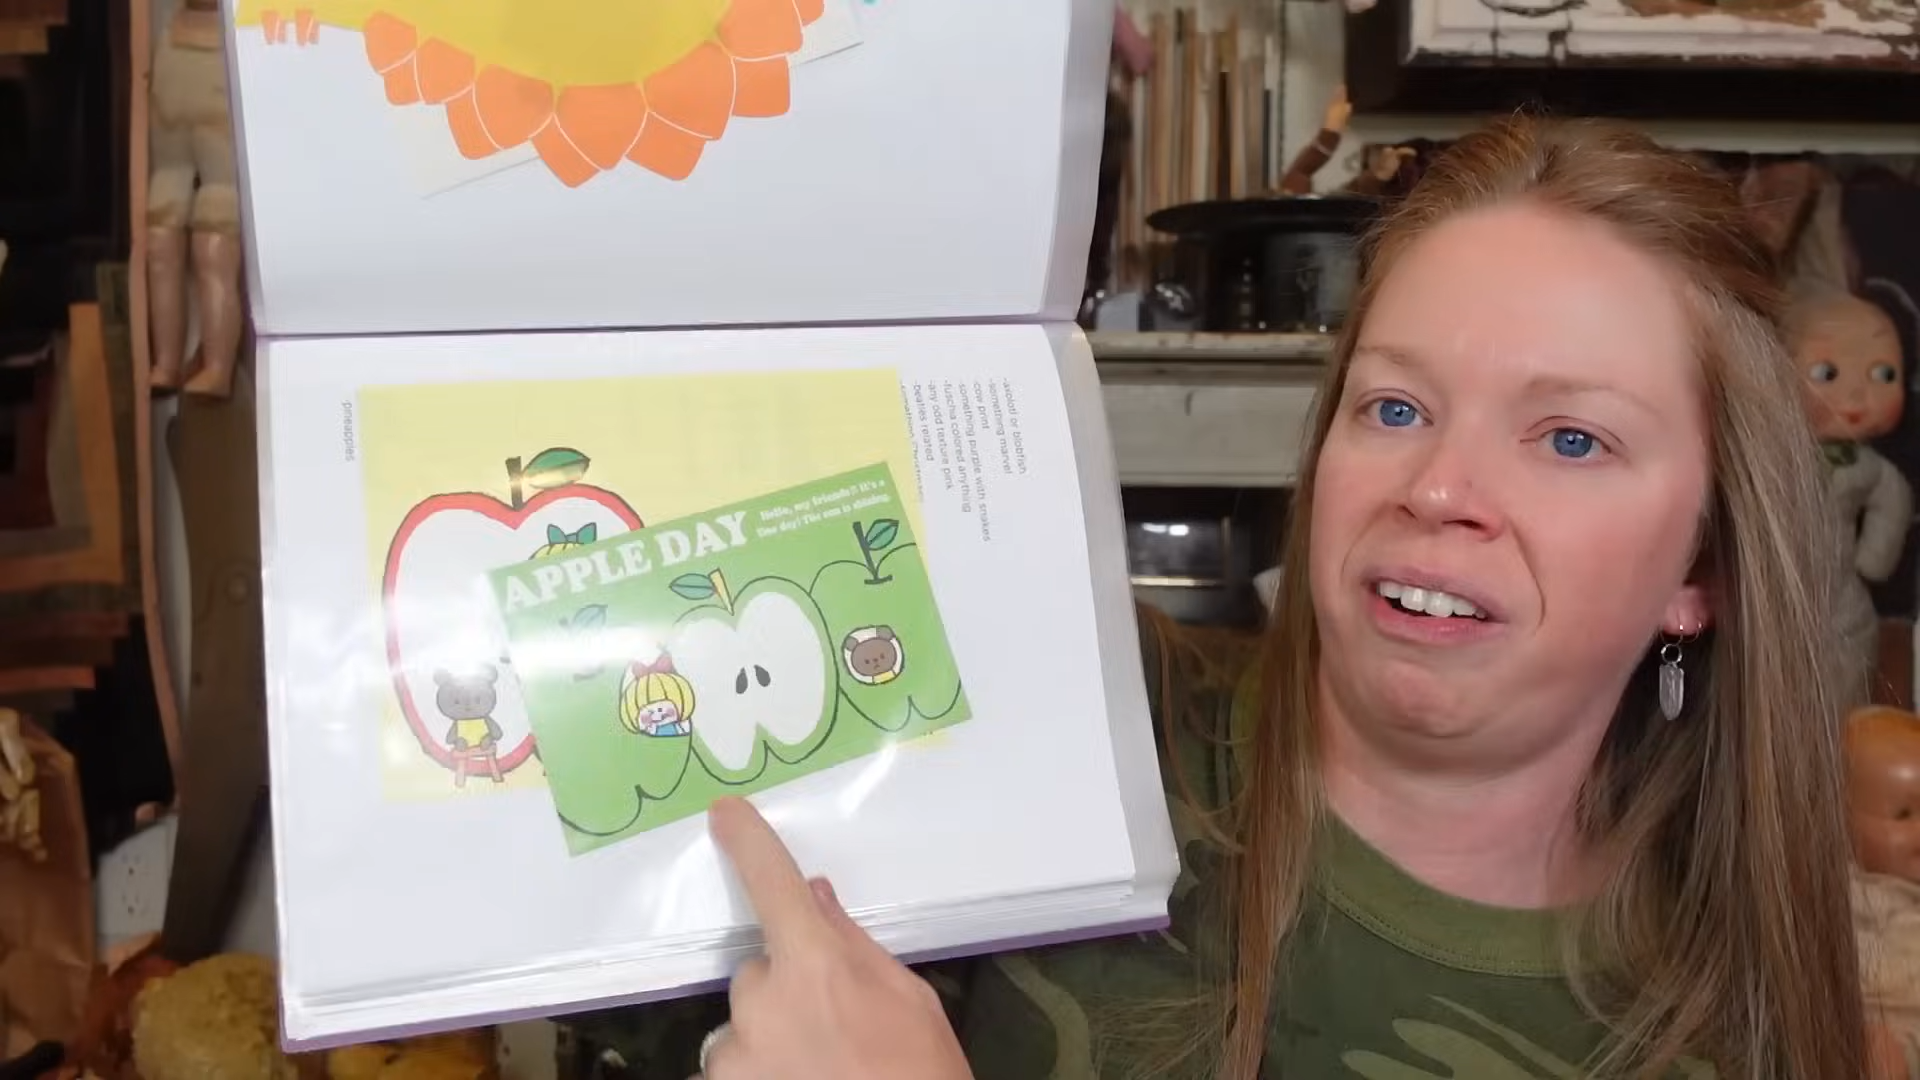 -pineapples
APPLE DAY
Hello, my friends!! It's a
fine day! The sun is shining.
-axolotl or blobfish
-something marvel
-cow print
-something purple with snakes
-fuschia colored anything
-any odd texture pink
-beatles related